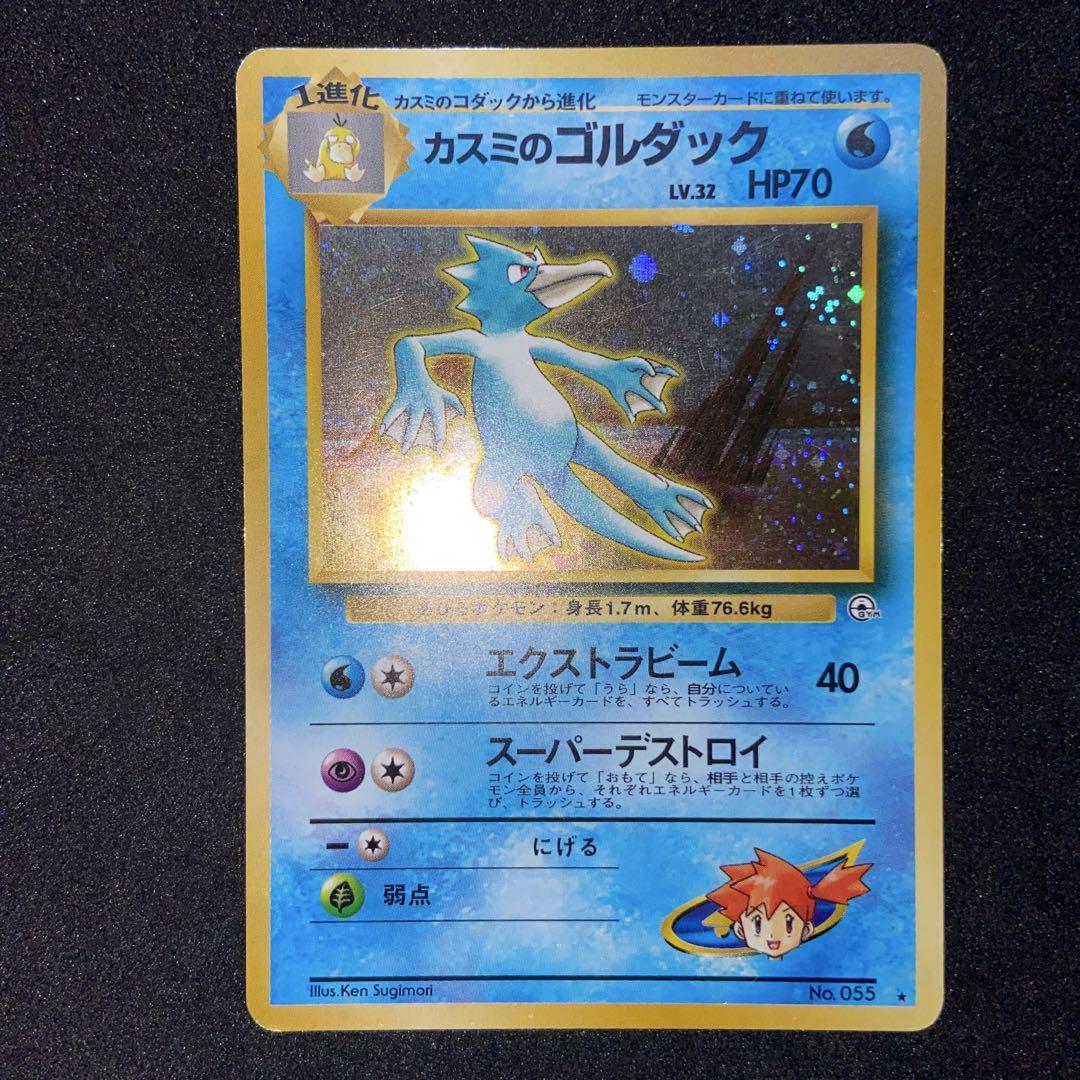 1進化
カスミのコダックから進化
モンスターカードに重ねて使います。
カスミのゴルダック
LV.32 HP70
あひるポケモン：身長1.7m、体重76.6kg
GYM
エクストラビーム 40
コインを投げて「うら」なら、自分についてい
るエネルギーカードを、すべてトラッシュする。
スーパーデストロイ
コインを投げて「おもて」なら、相手と相手の控えポケ
モン全員から、それぞれエネルギーカードを1枚ずつ選
び、トラッシュする。
にげる
弱点
Illus.Ken Sugimori
No. 055 ★